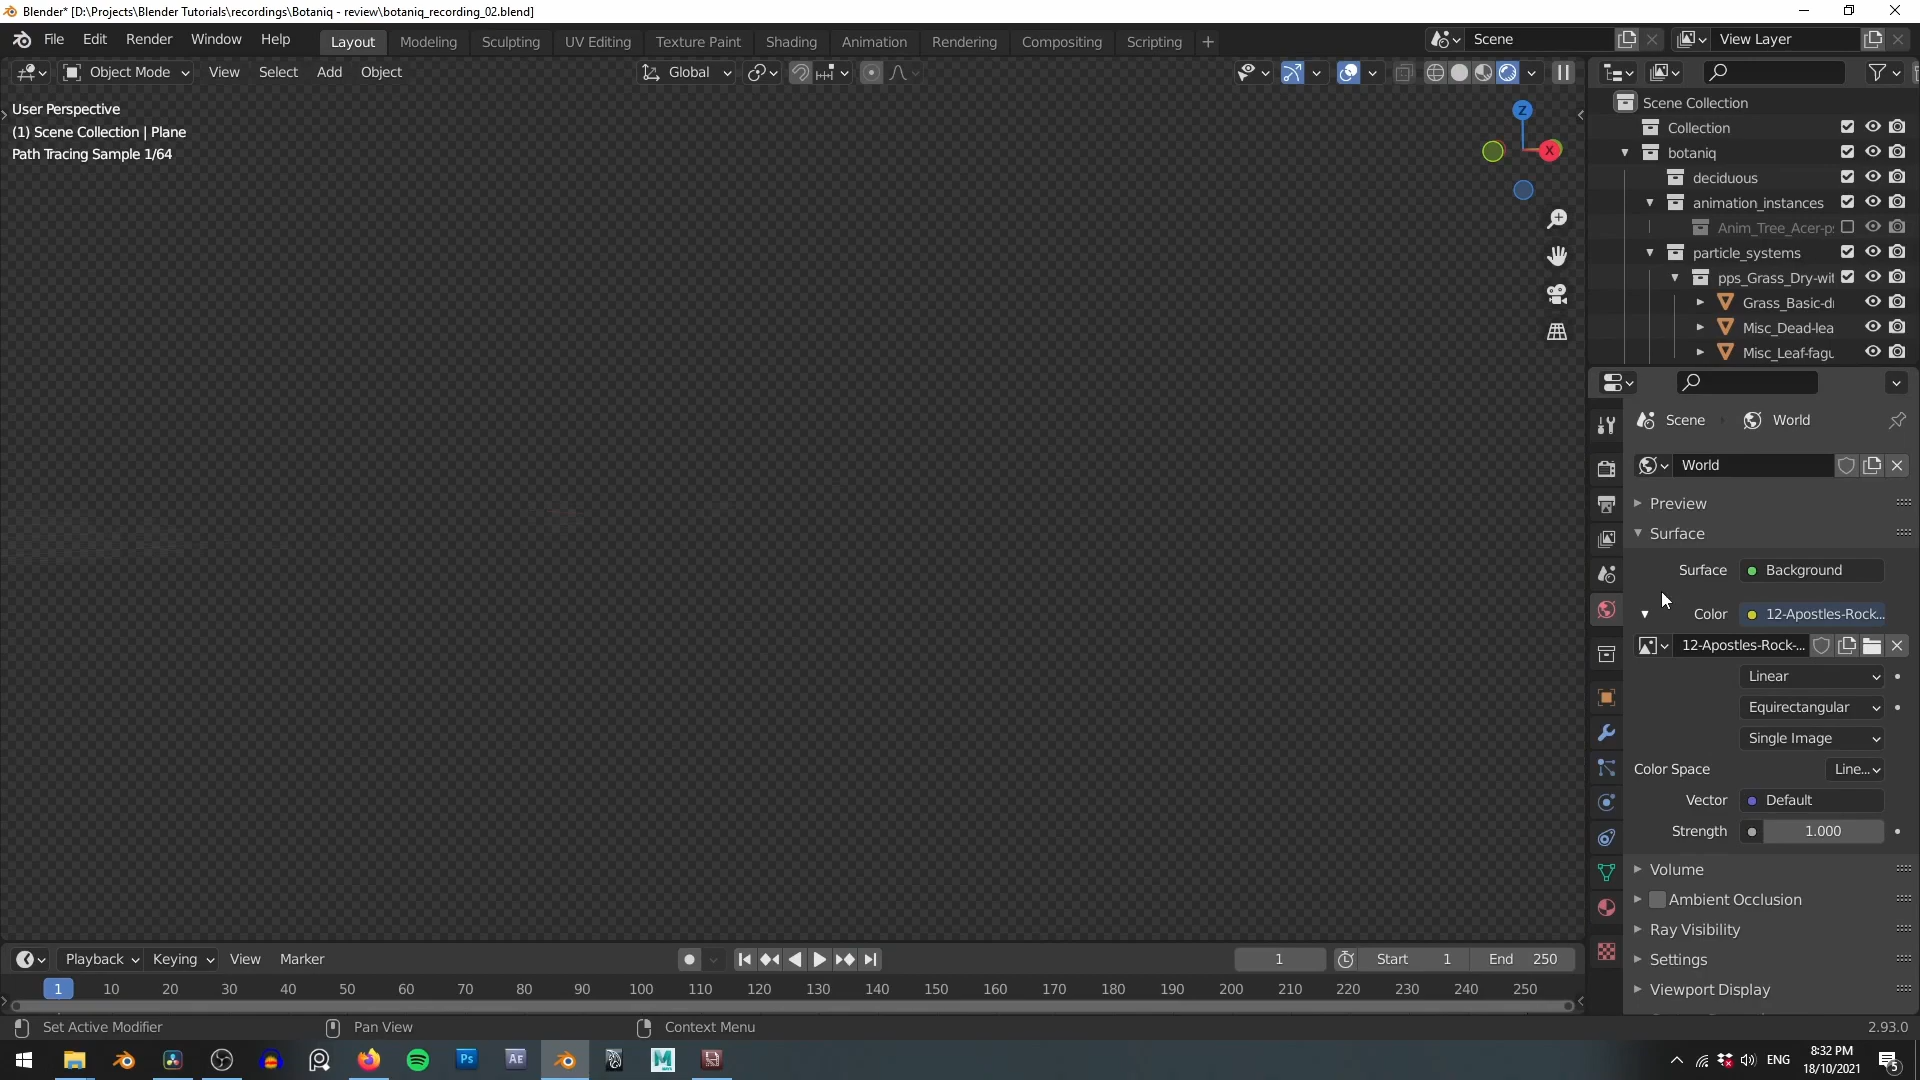 Blender* [D:\Projects\Blender Tutorials\recordings\Botaniq - review\botaniq_recording_02.blend]
File Edit Render Window Help Layout Modeling Sculpting UV Editing Texture Paint Shading Animation Rendering Compositing Scripting + Scene View Layer
Object Mode View Select Add Object Global
User Perspective
(1) Scene Collection | Plane
Path Tracing Sample 1/64
Z
X
Scene Collection
Collection
botaniq
deciduous
animation_instances
Anim_Tree_Acer-p
particle_systems
pps_Grass_Dry-wit
Grass_Basic-d
Misc_Dead-lea
Misc_Leaf-fagu
Scene World
World
Preview
Surface
Surface Background
Color 12-Apostles-Rock...
12-Apostles-Rock-...
Linear
Equirectangular
Single Image
Color Space Line...
Vector Default
Strength 1.000
Volume
Ambient Occlusion
Ray Visibility
Settings
Viewport Display
Playback Keying View Marker 1 Start 1 End 250
1 10 20 30 40 50 60 70 80 90 100 110 120 130 140 150 160 170 180 190 200 210 220 230 240 250
Set Active Modifier Pan View Context Menu 2.93.0
Ps Ae M ENG 8:32 PM
18/10/2021 5